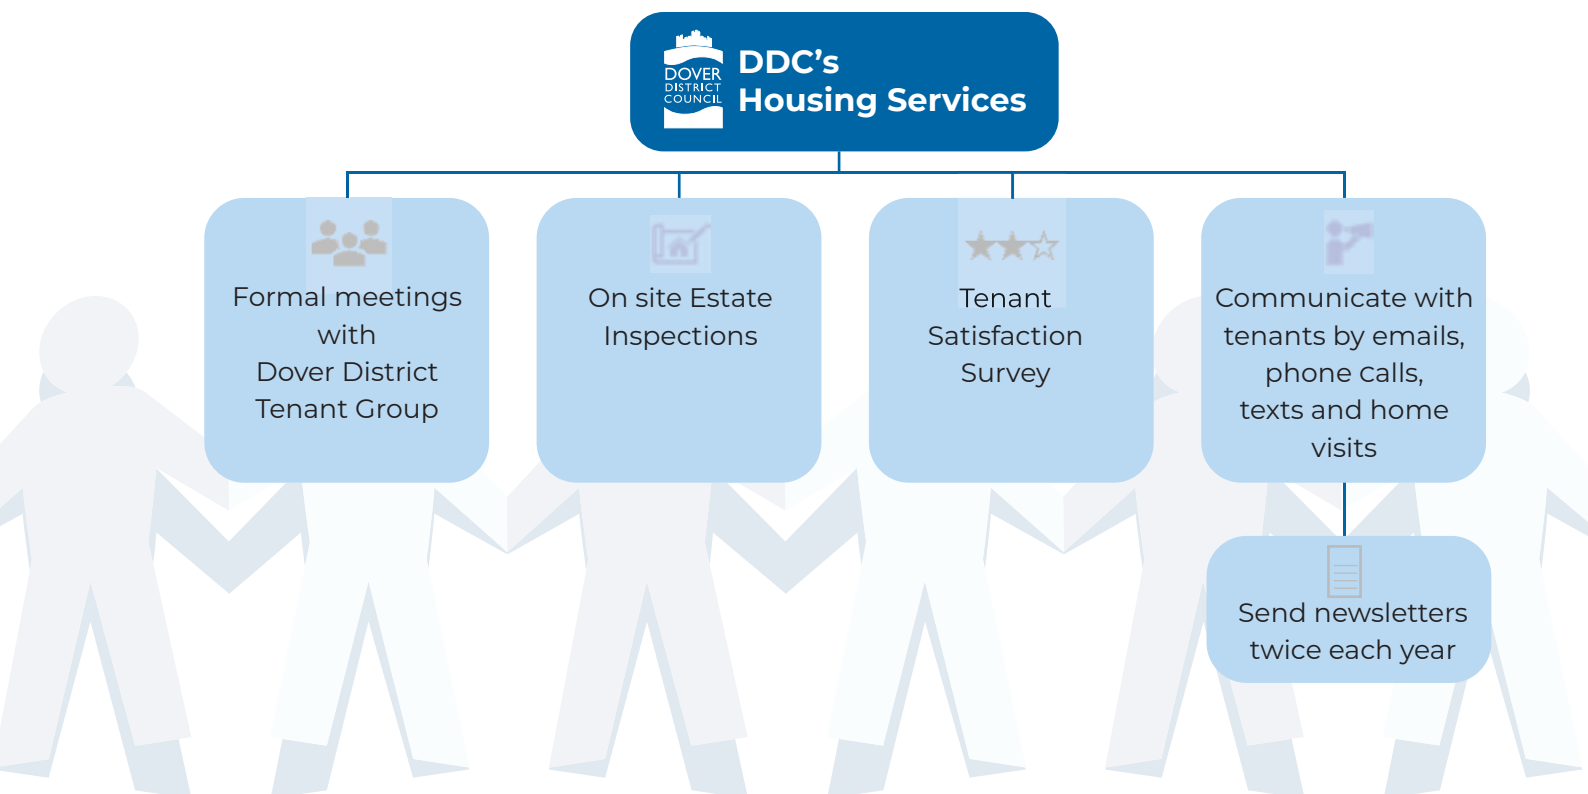 DOVER
DISTRICT
COUNCIL
DDC’s
Housing Services
Formal meetings
with
Dover District
Tenant Group
On site Estate
Inspections
Tenant
Satisfaction
Survey
Communicate with
tenants by emails,
phone calls,
texts and home
visits
Send newsletters
twice each year